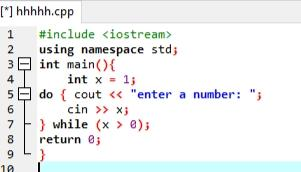 [*] hhhhh.cpp
1 #include <iostream>
2 using namespace std;
3 int main(){
4 int x = 1;
5 do { cout << "enter a number: ";
6 cin >> x;
7 } while (x > 0);
8 return 0;
9 }
10